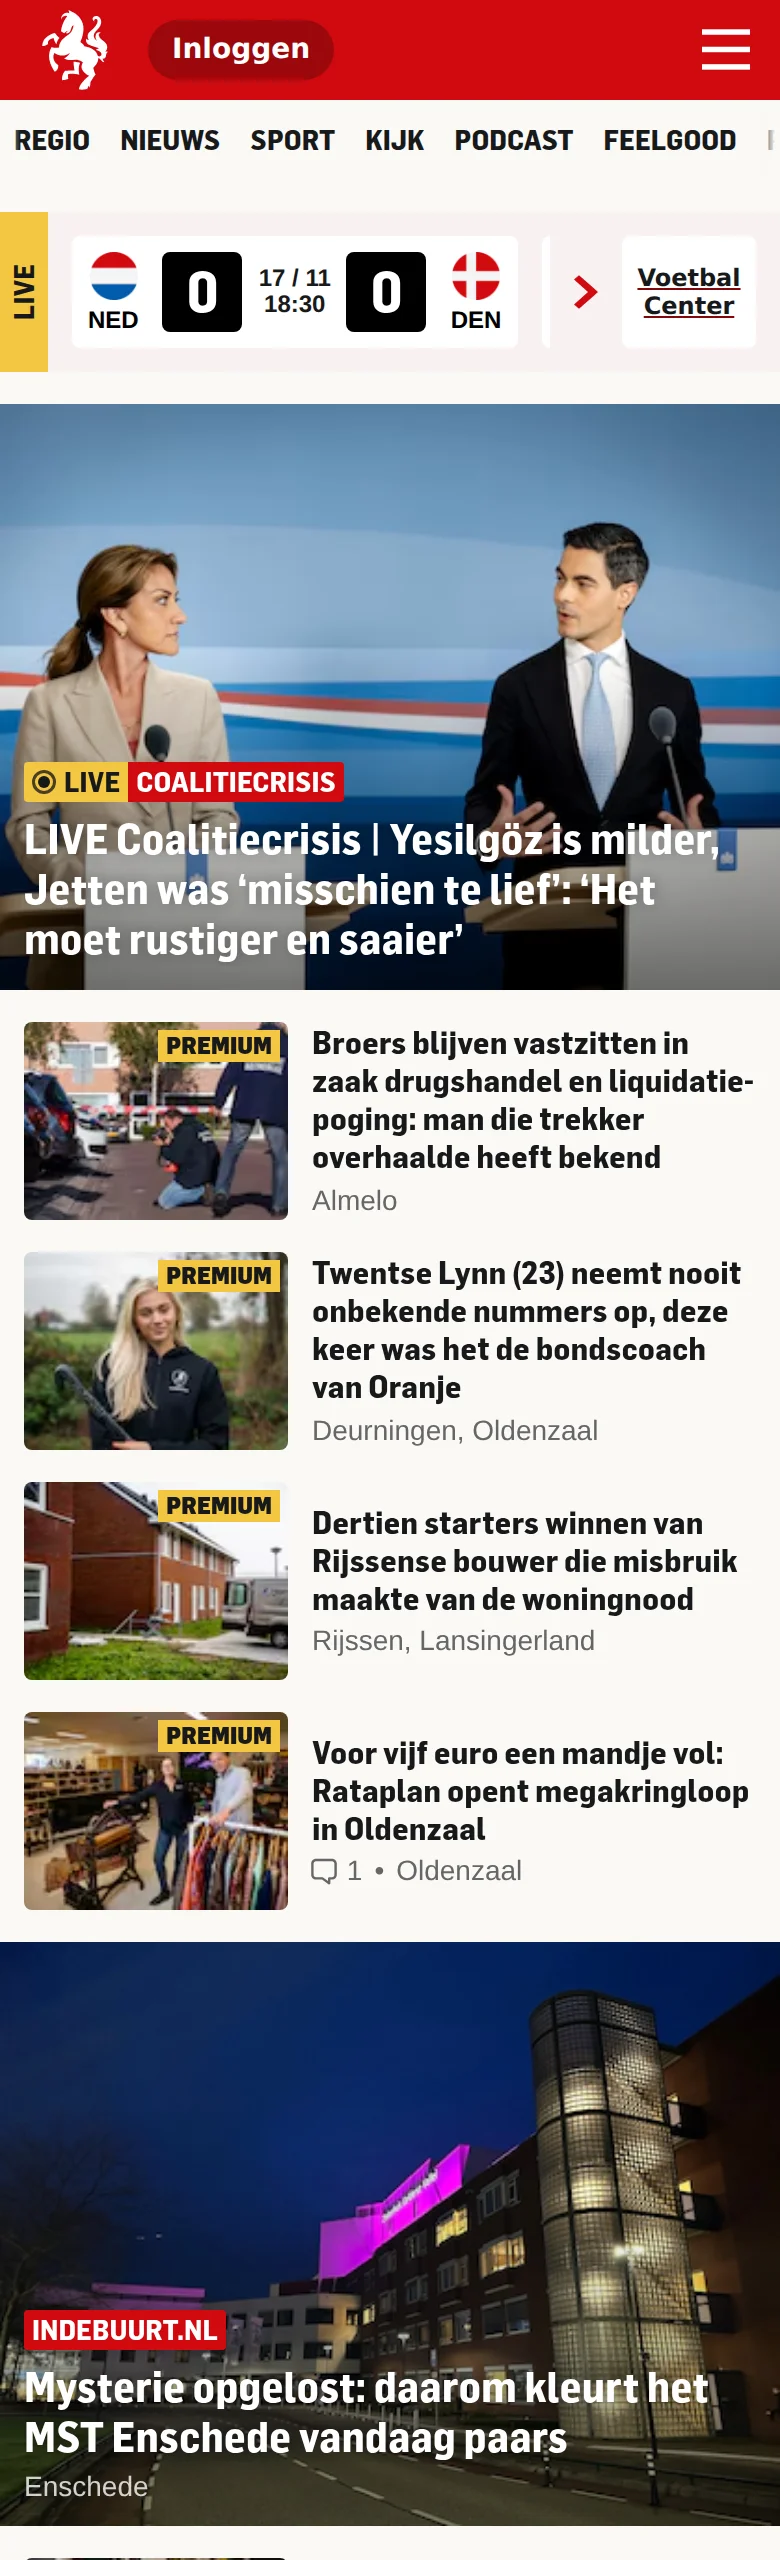 Inloggen
REGIO NIEUWS SPORT KIJK PODCAST FEELGOOD
LIVE
NED
0
17 / 11
18:30
0
DEN
Voetbal
Center
LIVE COALITIECRISIS
LIVE Coalitiecrisis | Yesilgöz is milder,
Jetten was ‘misschien te lief’: ‘Het
moet rustiger en saaier’
PREMIUM
Broers blijven vastzitten in
zaak drugshandel en liquidatie-
poging: man die trekker
overhaalde heeft bekend
Almelo
PREMIUM
Twentse Lynn (23) neemt nooit
onbekende nummers op, deze
keer was het de bondscoach
van Oranje
Deurningen, Oldenzaal
PREMIUM
Dertien starters winnen van
Rijssense bouwer die misbruik
maakte van de woningnood
Rijssen, Lansingerland
PREMIUM
Voor vijf euro een mandje vol:
Rataplan opent megakringloop
in Oldenzaal
1 • Oldenzaal
INDEBUURT.NL
Mysterie opgelost: daarom kleurt het
MST Enschede vandaag paars
Enschede